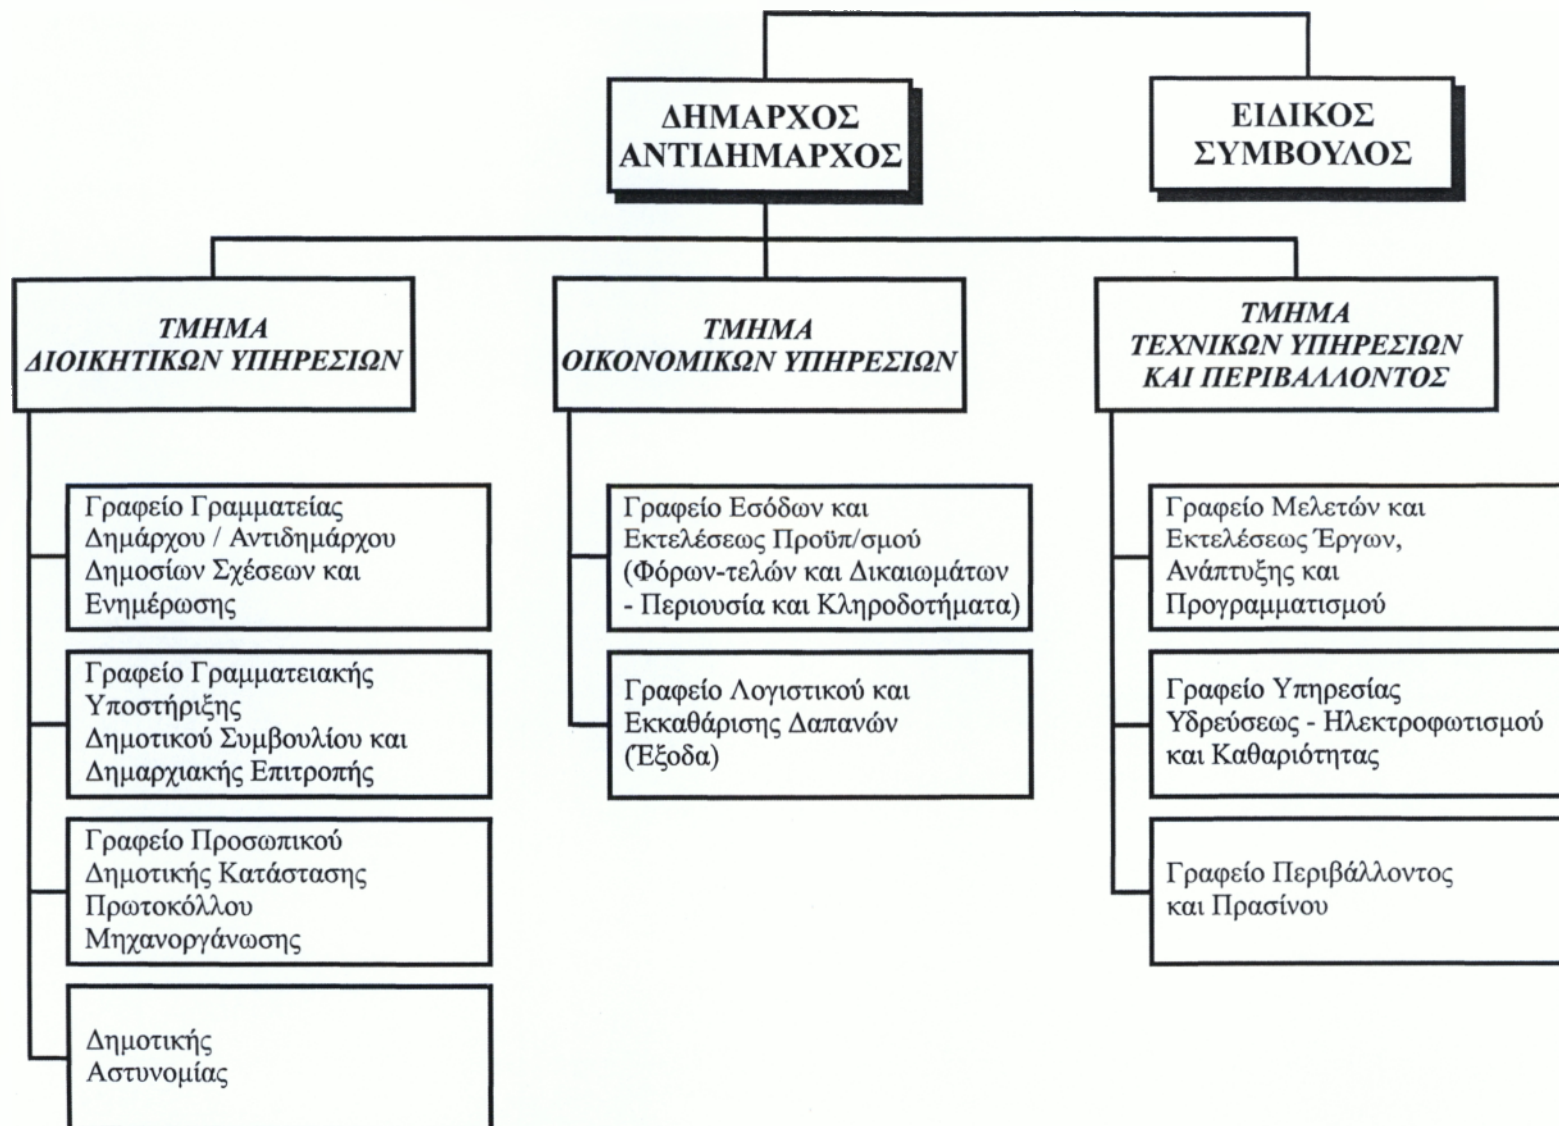 ΔΗΜΑΡΧΟΣ
ΑΝΤΙΔΗΜΑΡΧΟΣ
ΕΙΔΙΚΟΣ
ΣΥΜΒΟΥΛΟΣ
ΤΜΗΜΑ
ΔΙΟΙΚΗΤΙΚΩΝ ΥΠΗΡΕΣΙΩΝ
ΤΜΗΜΑ
ΟΙΚΟΝΟΜΙΚΩΝ ΥΠΗΡΕΣΙΩΝ
ΤΜΗΜΑ
ΤΕΧΝΙΚΩΝ ΥΠΗΡΕΣΙΩΝ
ΚΑΙ ΠΕΡΙΒΑΛΛΟΝΤΟΣ
Γραφείο Γραμματείας
Δημάρχου / Αντιδημάρχου
Δημοσίων Σχέσεων και
Ενημέρωσης
Γραφείο Γραμματειακής
Υποστήριξης
Δημοτικού Συμβουλίου και
Δημαρχιακής Επιτροπής
Γραφείο Προσωπικού
Δημοτικής Κατάστασης
Πρωτοκόλλου
Μηχανοργάνωσης
Δημοτικής
Αστυνομίας
Γραφείο Εσόδων και
Εκτελέσεως Προϋπ/σμού
(Φόρων-τελών και Δικαιωμάτων
- Περιουσία και Κληροδοτήματα)
Γραφείο Λογιστικού και
Εκκαθάρισης Δαπανών
(Έξοδα)
Γραφείο Μελετών και
Εκτελέσεως Έργων,
Ανάπτυξης και
Προγραμματισμού
Γραφείο Υπηρεσίας
Υδρεύσεως - Ηλεκτροφωτισμού
και Καθαριότητας
Γραφείο Περιβάλλοντος
και Πρασίνου